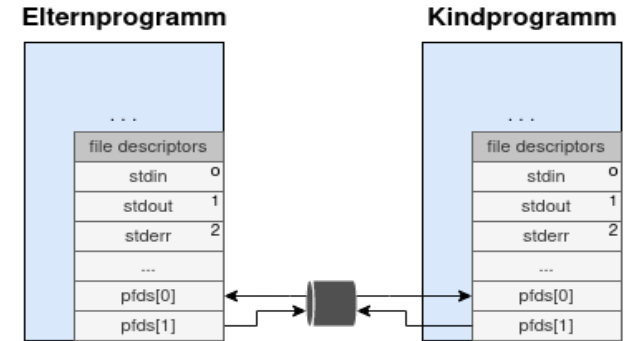 Elternprogramm
...
file descriptors
stdin 0
stdout 1
stderr 2
...
pfds[0]
pfds[1]
Kindprogramm
...
file descriptors
stdin 0
stdout 1
stderr 2
...
pfds[0]
pfds[1]